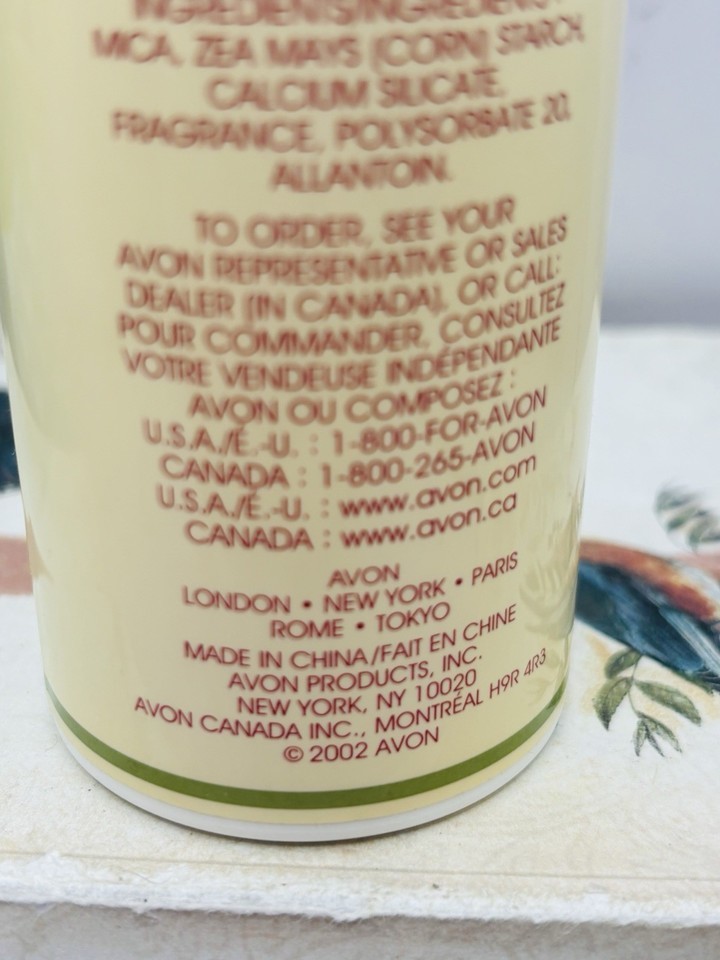 INGREDIENTS/INGRÉDIENTS:
MICA, ZEA MAYS (CORN) STARCH,
CALCIUM SILICATE,
FRAGRANCE, POLYSORBATE 20,
ALLANTOIN.
TO ORDER, SEE YOUR
AVON REPRESENTATIVE OR SALES
DEALER (IN CANADA), OR CALL:
POUR COMMANDER, CONSULTEZ
VOTRE VENDEUSE INDÉPENDANTE
AVON OU COMPOSEZ :
U.S.A./É.-U. : 1-800-FOR-AVON
CANADA : 1-800-265-AVON
U.S.A./É.-U. : www.avon.com
CANADA : www.avon.ca
AVON
LONDON • NEW YORK • PARIS
ROME • TOKYO
MADE IN CHINA/FAIT EN CHINE
AVON PRODUCTS, INC.
NEW YORK, NY 10020
AVON CANADA INC., MONTRÉAL H9R 4R3
© 2002 AVON